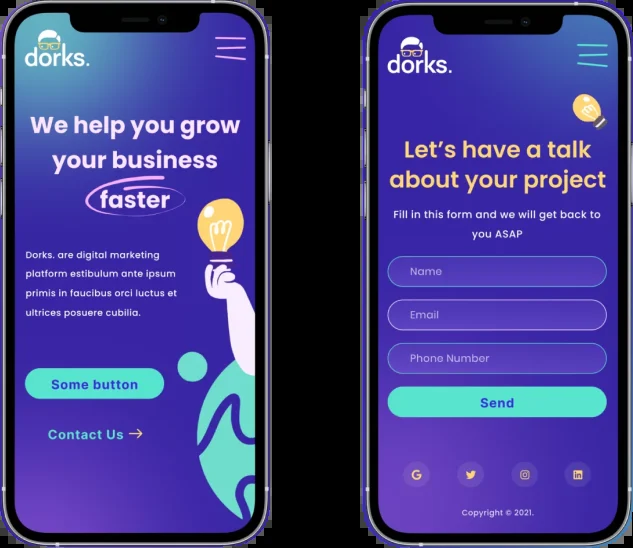 dorks.
We help you grow
your business
faster
Dorks. are digital marketing
platform estibulum ante ipsum
primis in faucibus orci luctus et
ultrices posuere cubilia.
Some button
Contact Us →
dorks.
Let's have a talk
about your project
Fill in this form and we will get back to
you ASAP
Name
Email
Phone Number
Send
Copyright © 2021.